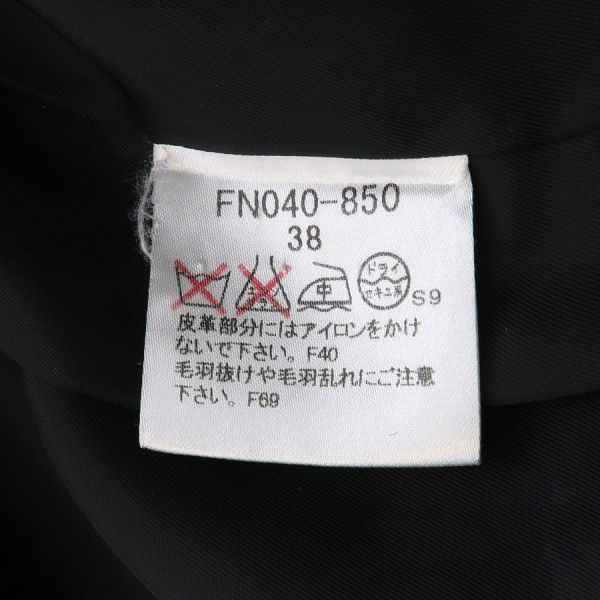 FN040-850
38
中 ドライ
セキユ系 S9
皮革部分にはアイロンをかけ
ないで下さい。F40
毛羽抜けや毛羽乱れにご注意
下さい。F69